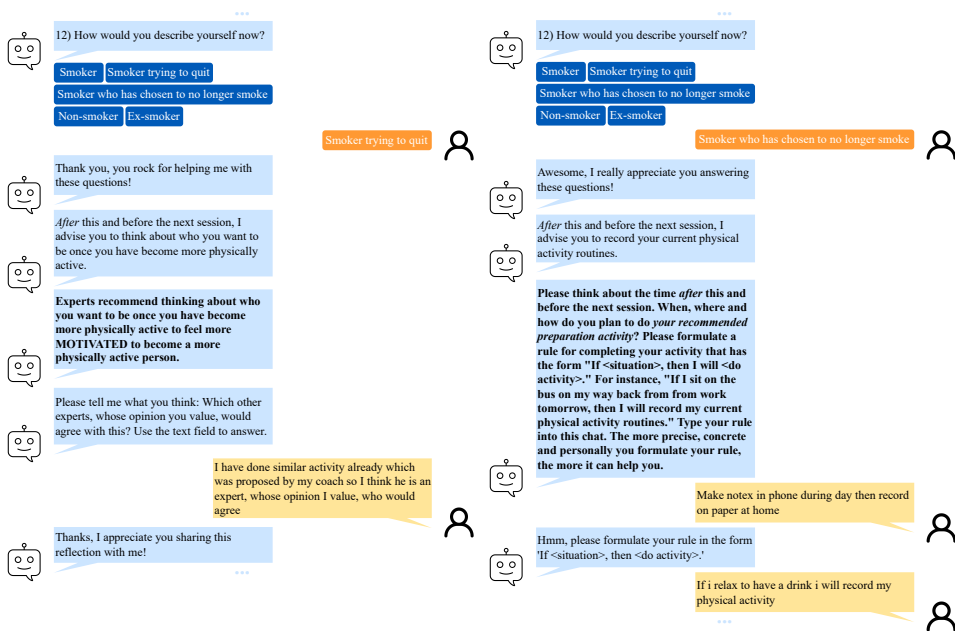 12) How would you describe yourself now?
Smoker
Smoker trying to quit
Smoker who has chosen to no longer smoke
Non-smoker
Ex-smoker
Smoker trying to quit
Thank you, you rock for helping me with
these questions!
After this and before the next session, I
advise you to think about who you want to
be once you have become more physically
active.
Experts recommend thinking about who
you want to be once you have become
more physically active to feel more
MOTIVATED to become a more
physically active person.
Please tell me what you think: Which other
experts, whose opinion you value, would
agree with this? Use the text field to answer.
I have done similar activity already which
was proposed by my coach so I think he is an
expert, whose opinion I value, who would
agree
Thanks, I appreciate you sharing this
reflection with me!
12) How would you describe yourself now?
Smoker
Smoker trying to quit
Smoker who has chosen to no longer smoke
Non-smoker
Ex-smoker
Smoker who has chosen to no longer smoke
Awesome, I really appreciate you answering
these questions!
After this and before the next session, I
advise you to record your current physical
activity routines.
Please think about the time after this and
before the next session. When, where and
how do you plan to do your recommended
preparation activity? Please formulate a
rule for completing your activity that has
the form "If <situation>, then I will <do
activity>." For instance, "If I sit on the
bus on my way back from from work
tomorrow, then I will record my current
physical activity routines." Type your rule
into this chat. The more precise, concrete
and personally you formulate your rule,
the more it can help you.
Make notex in phone during day then record
on paper at home
Hmm, please formulate your rule in the form
'If <situation>, then <do activity>.'
If i relax to have a drink i will record my
physical activity